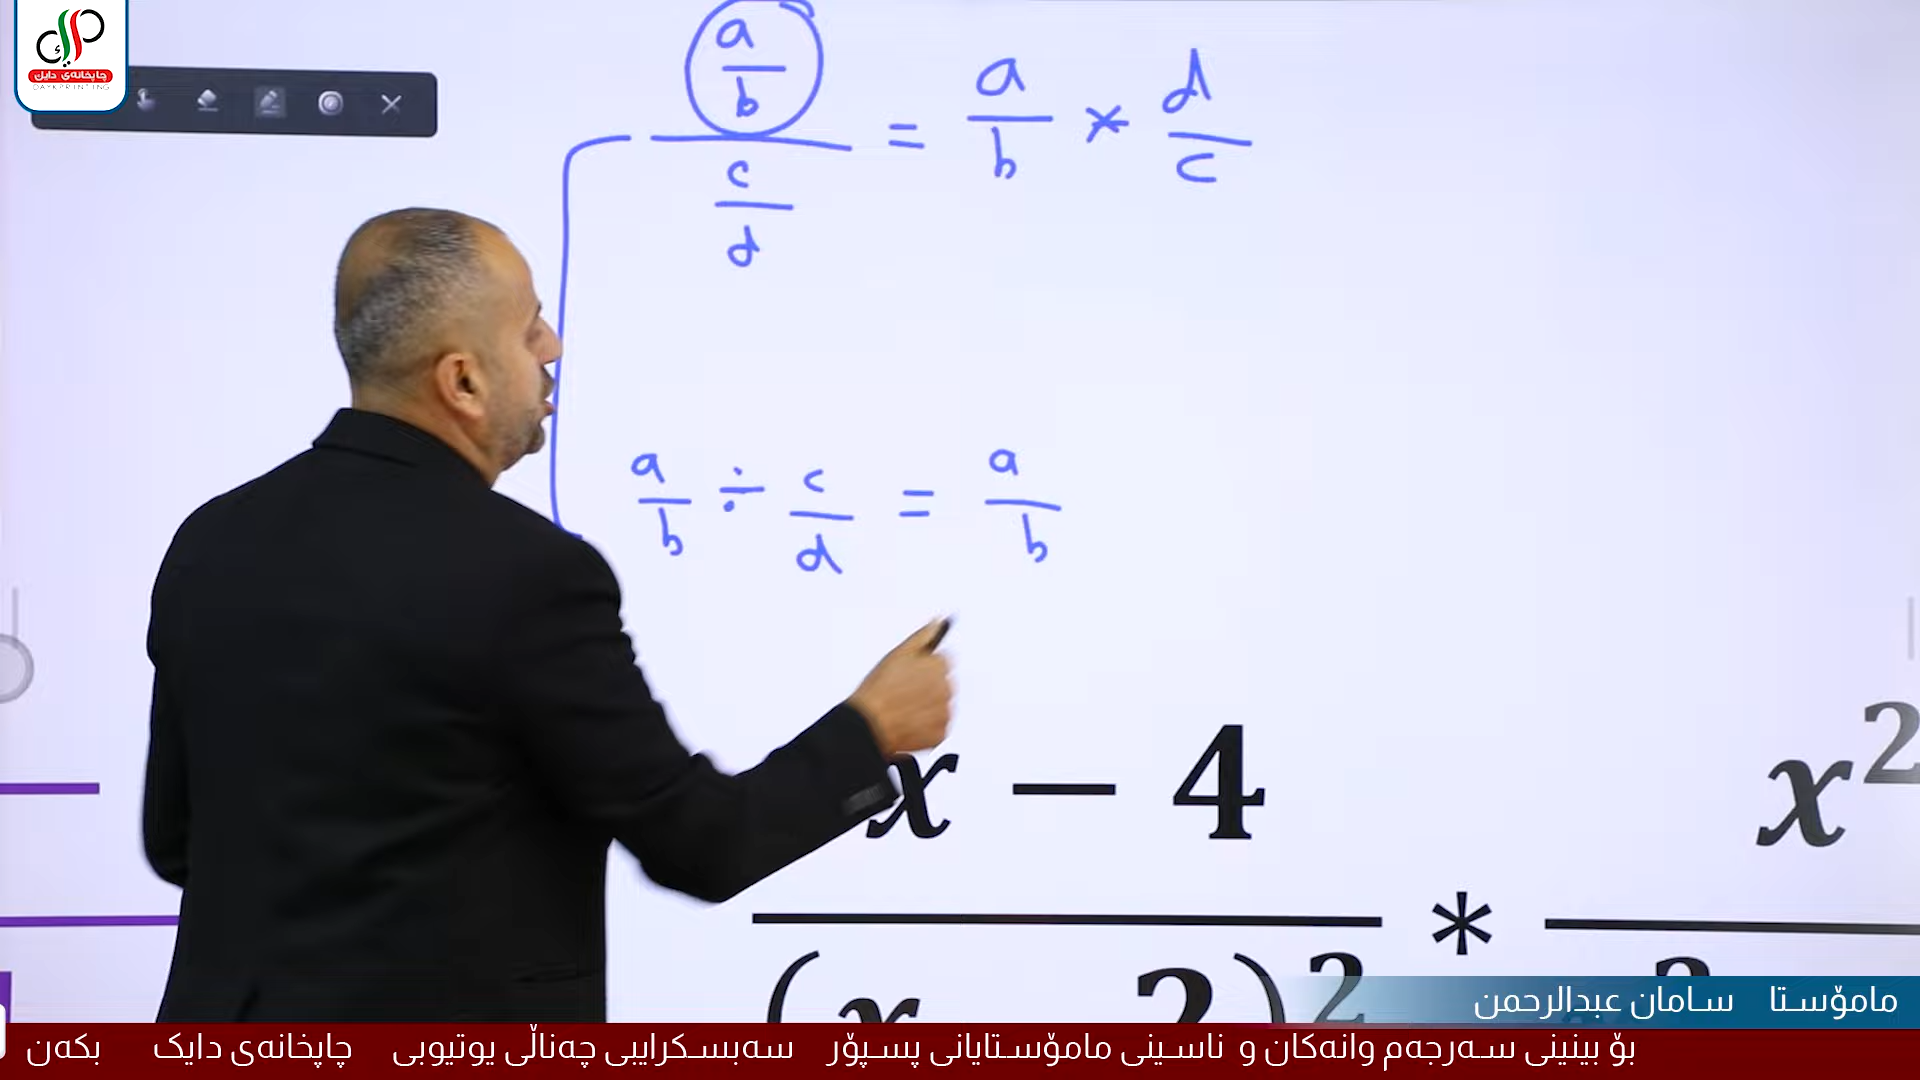 چاپخانەی دایک
DAYKPRINTING
a/b / c/d = a/b * d/c
a/b ÷ c/d = a/b
x − 4 * x²
(x 2)²
مامۆستا سامان عبدالرحمن
بۆ بینینی سەرجەم وانەکان و ناسینی مامۆستایانی پسپۆر سەبسکرایبی چەناڵی یوتیوبی چاپخانەی دایک بکەن